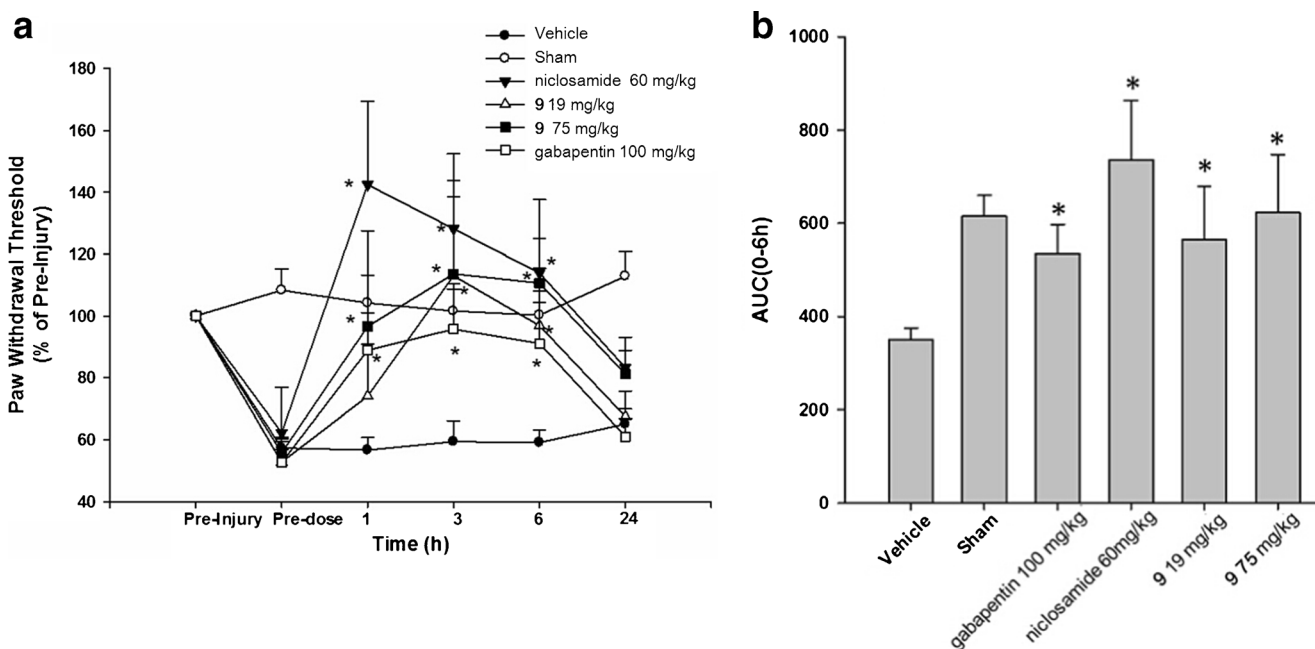 a
Vehicle
Sham
niclosamide 60 mg/kg
9 19 mg/kg
9 75 mg/kg
gabapentin 100 mg/kg
Paw Withdrawal Threshold
(% of Pre-Injury)
180
160
140
120
100
80
60
40
* * * * * * * * * * *
Pre-Injury Pre-dose 1 3 6 24
Time (h)
b
AUC(0-6h)
1000
800
600
400
200
0
* * * *
Vehicle
Sham
gabapentin 100 mg/kg
niclosamide 60mg/kg
9 19 mg/kg
9 75 mg/kg